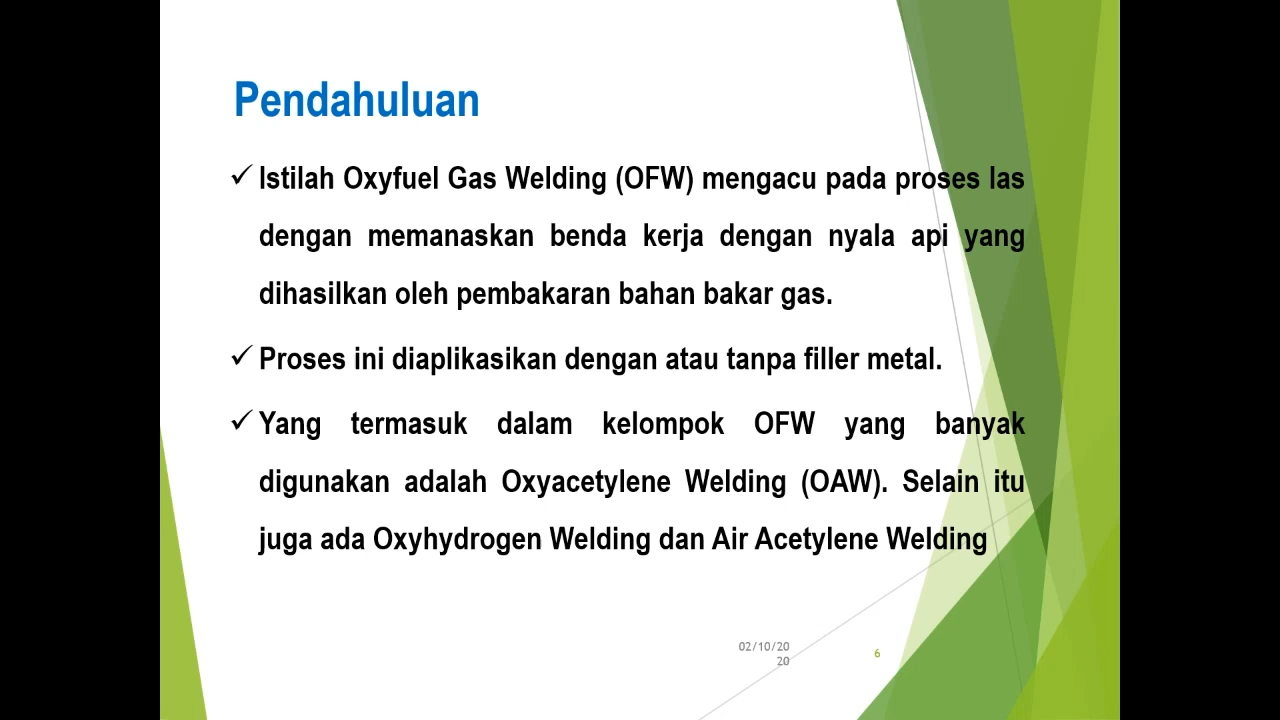 Pendahuluan
✓ Istilah Oxyfuel Gas Welding (OFW) mengacu pada proses las
dengan memanaskan benda kerja dengan nyala api yang
dihasilkan oleh pembakaran bahan bakar gas.
✓ Proses ini diaplikasikan dengan atau tanpa filler metal.
✓ Yang termasuk dalam kelompok OFW yang banyak
digunakan adalah Oxyacetylene Welding (OAW). Selain itu
juga ada Oxyhydrogen Welding dan Air Acetylene Welding
02/10/20
20
6